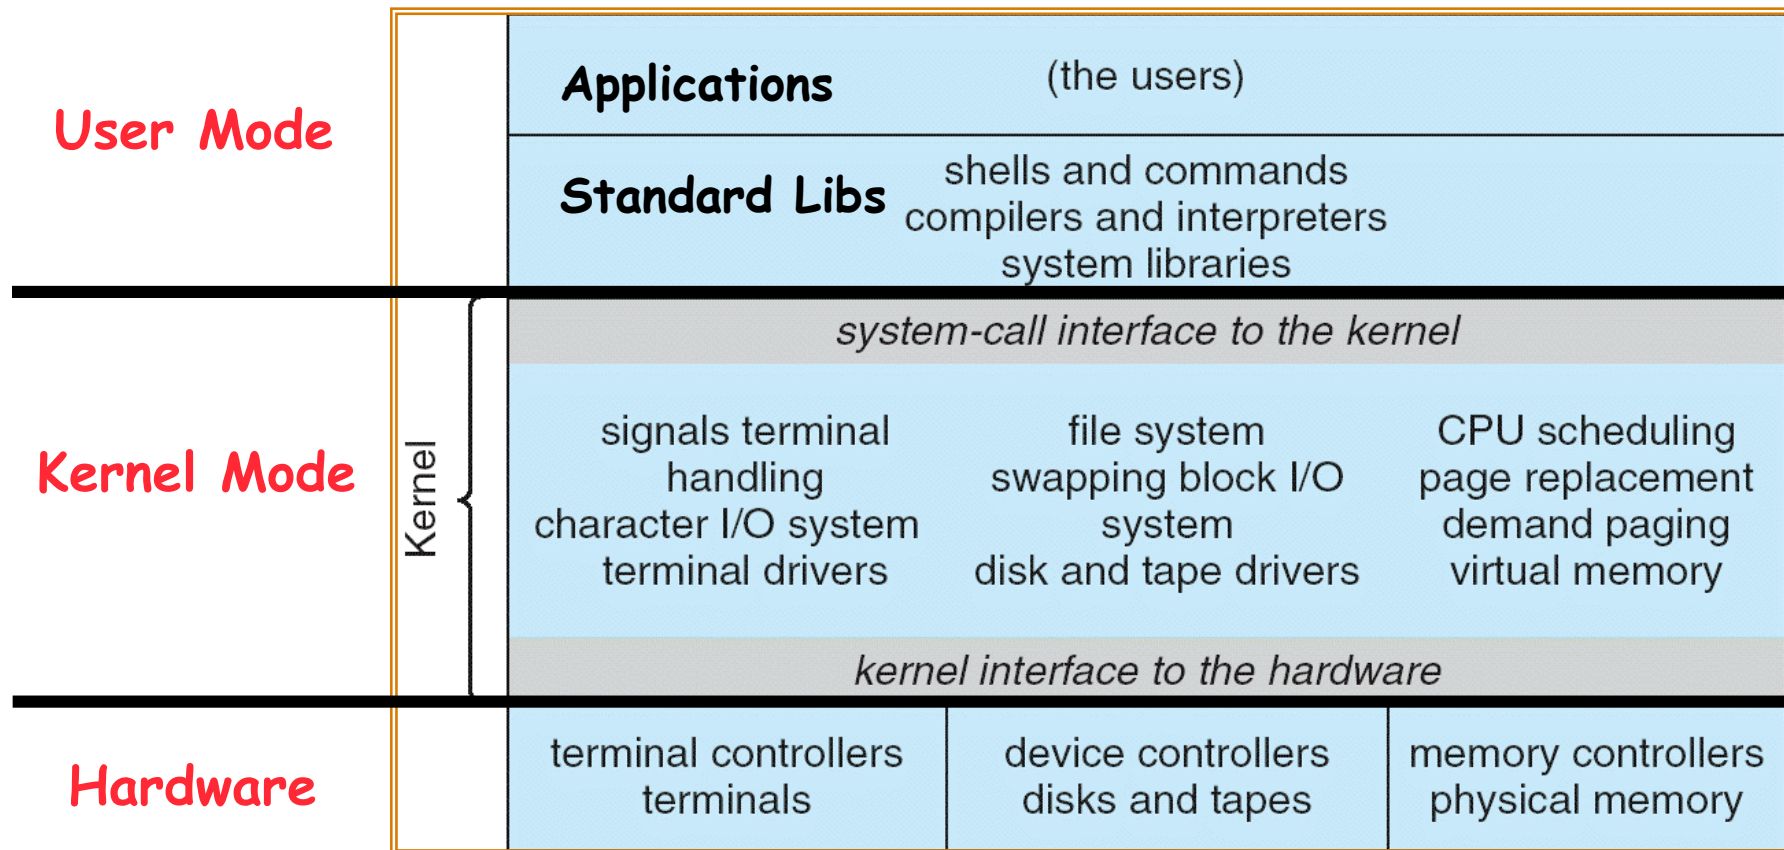 User Mode
Applications
(the users)
Standard Libs
shells and commands
compilers and interpreters
system libraries
Kernel Mode
Kernel
system-call interface to the kernel
signals terminal
handling
character I/O system
terminal drivers
file system
swapping block I/O
system
disk and tape drivers
CPU scheduling
page replacement
demand paging
virtual memory
kernel interface to the hardware
Hardware
terminal controllers
terminals
device controllers
disks and tapes
memory controllers
physical memory